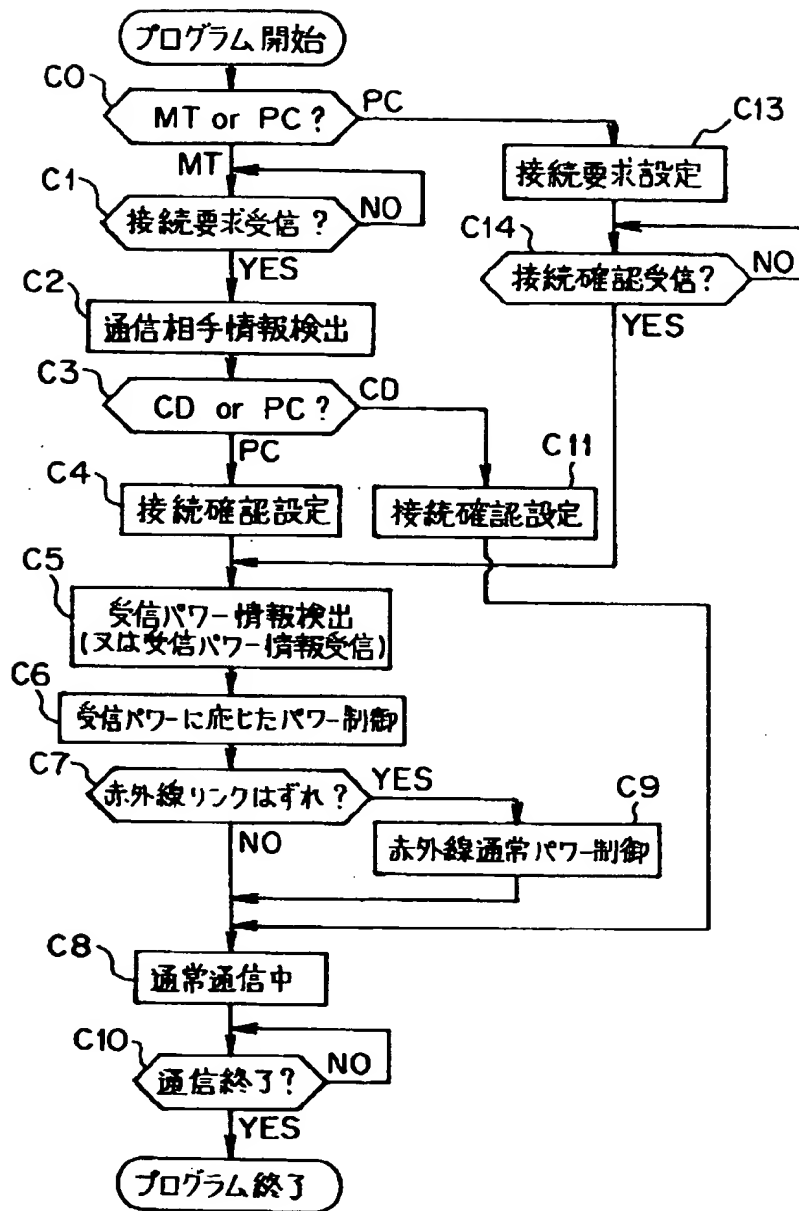 プログラム開始
C0
MT or PC?
PC
C13
MT
接続要求設定
C1
接続要求受信?
NO
C14
YES
接続確認受信?
NO
C2
通信相手情報検出
YES
C3
CD or PC?
CD
PC
C11
C4
接続確認設定
接続確認設定
C5
受信パワー情報検出
(又は受信パワー情報受信)
C6
受信パワーに応じたパワー制御
C7
赤外線リンクはずれ?
YES
C9
NO
赤外線通常パワー制御
C8
通常通信中
C10
通信終了?
NO
YES
プログラム終了